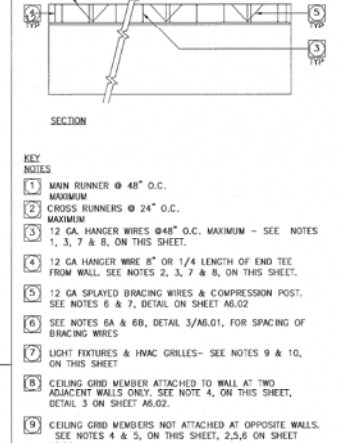 4
TYP
5
TYP
3
TYP
SECTION
KEY
NOTES
1 MAIN RUNNER @ 48" O.C.
MAXIMUM
2 CROSS RUNNERS @ 24" O.C.
MAXIMUM
3 12 GA. HANGER WIRES @48" O.C. MAXIMUM - SEE NOTES
1, 3, 7 & 8, ON THIS SHEET.
4 12 GA HANGER WIRE 8" OR 1/4 LENGTH OF END TEE
FROM WALL. SEE NOTES 2, 3, 7 & 8, ON THIS SHEET.
5 12 GA SPLAYED BRACING WIRES & COMPRESSION POST.
SEE NOTES 6 & 7, DETAIL ON SHEET A6.02
6 SEE NOTES 6A & 6B, DETAIL 3/A6.01, FOR SPACING OF
BRACING WIRES
7 LIGHT FIXTURES & HVAC GRILLES- SEE NOTES 9 & 10,
ON THIS SHEET
8 CEILING GRID MEMBER ATTACHED TO WALL AT TWO
ADJACENT WALLS ONLY. SEE NOTE 4, ON THIS SHEET,
DETAIL 3 ON SHEET A6.02.
9 CEILING GRID MEMBERS NOT ATTACHED AT OPPOSITE WALLS.
SEE NOTES 4 & 5, ON THIS SHEET, 2,5,6 ON SHEET